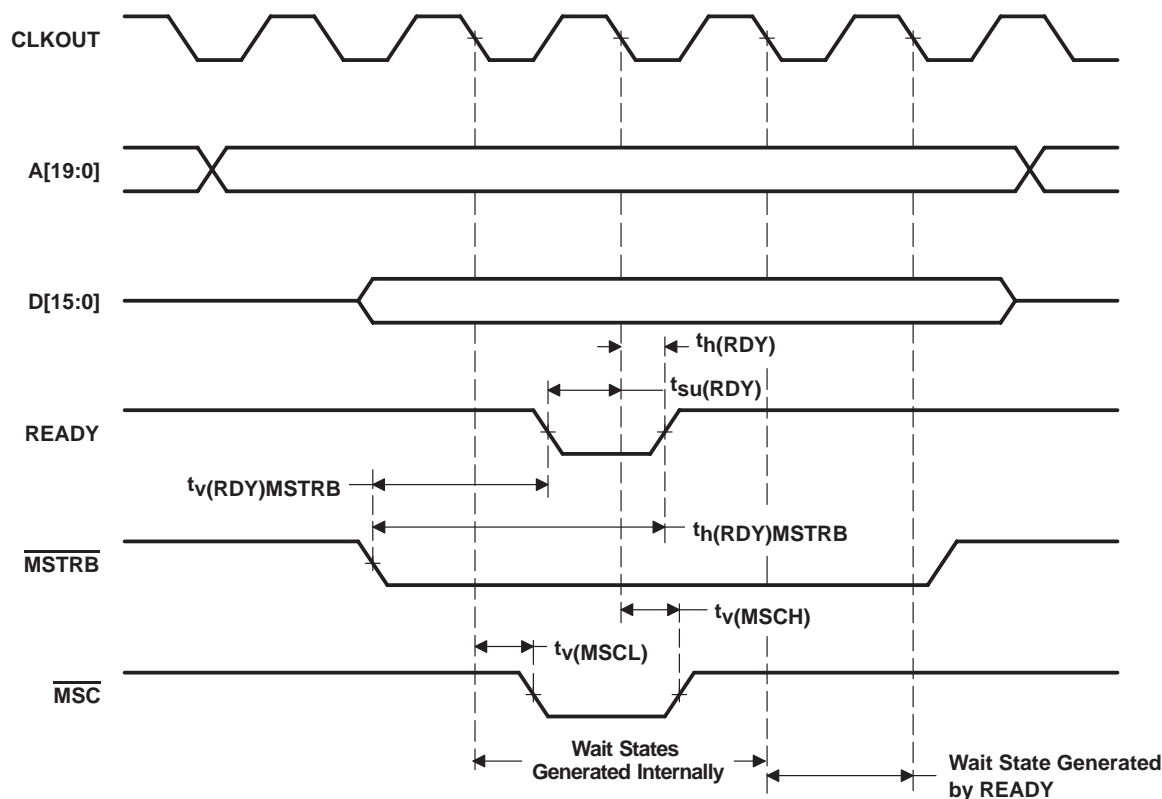 CLKOUT
A[19:0]
D[15:0]
th(RDY)
tsu(RDY)
READY
tv(RDY)MSTRB
th(RDY)MSTRB
MSTRB
tv(MSCH)
tv(MSCL)
MSC
Wait States
Generated Internally
Wait State Generated
by READY